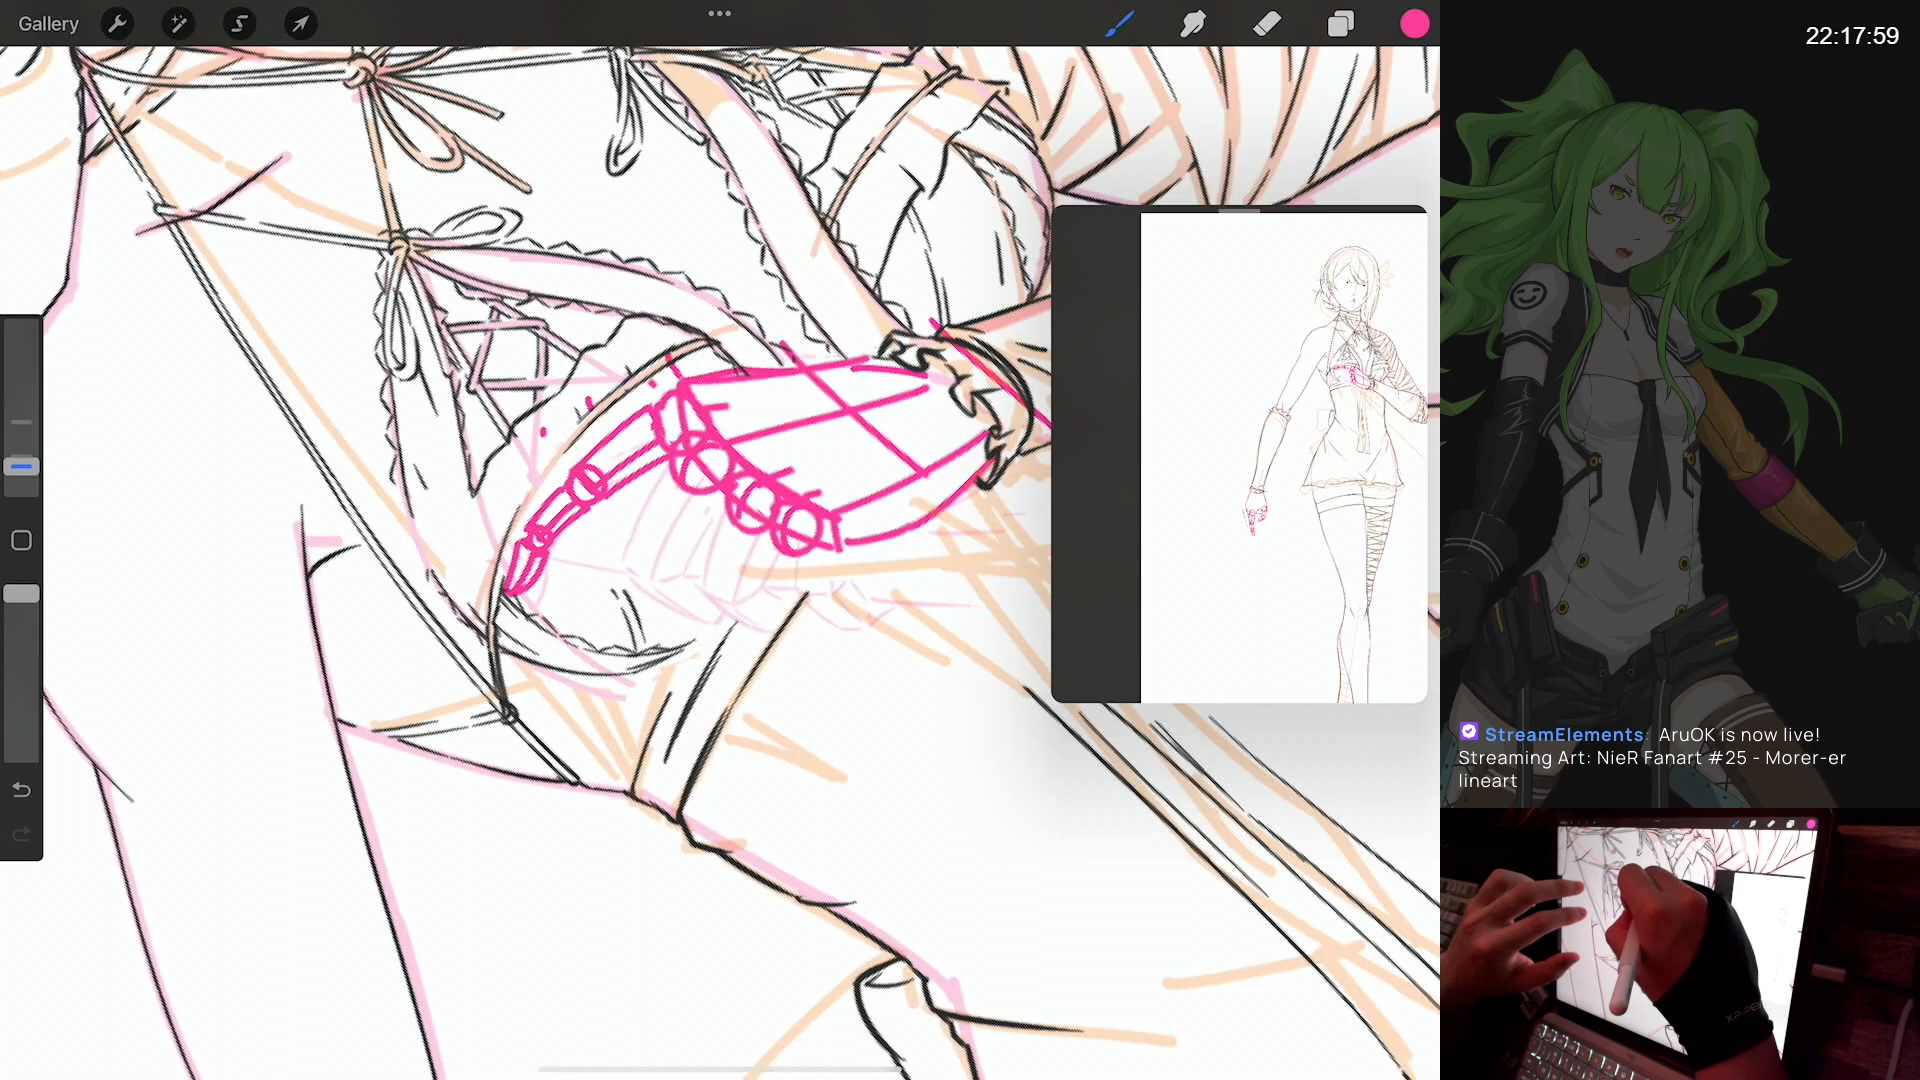 Gallery
22:17:59
StreamElements: AruOK is now live!
Streaming Art: NieR Fanart #25 - Morer-er
lineart